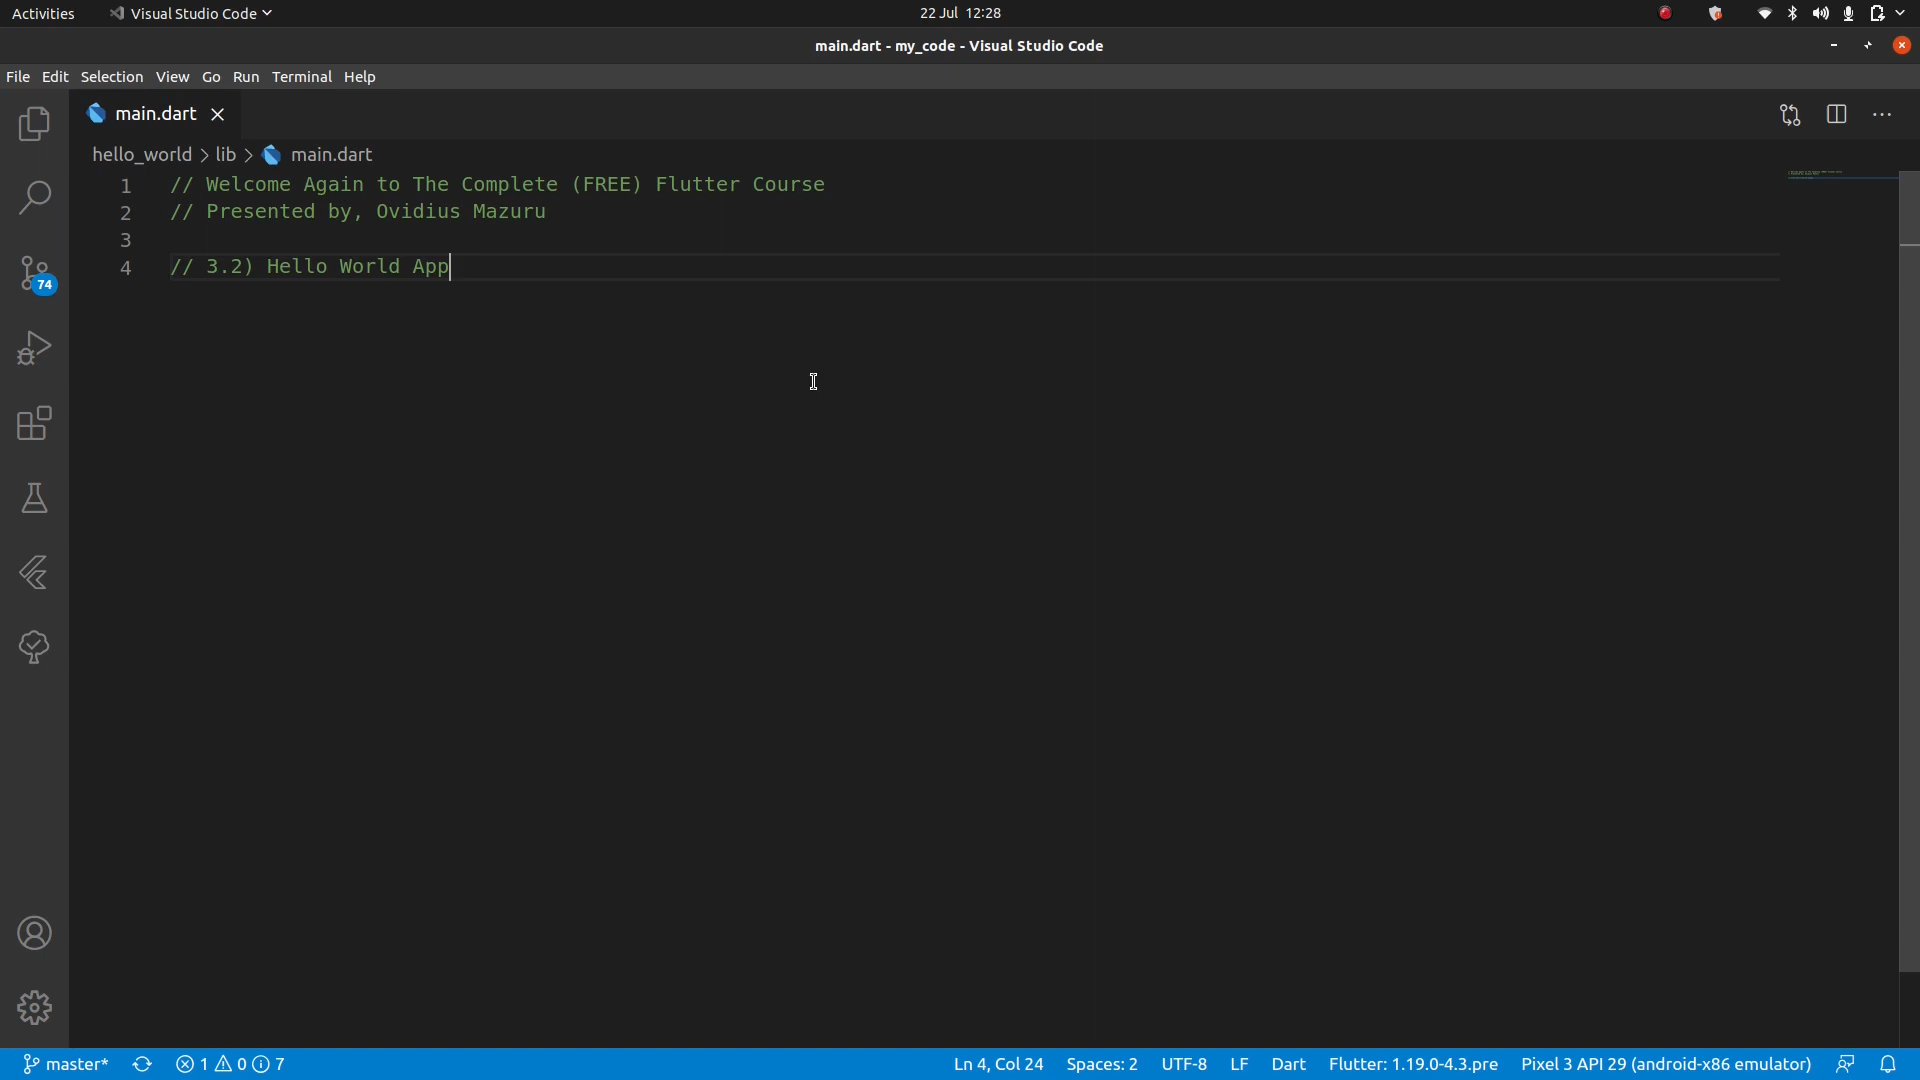 Activities Visual Studio Code 22 Jul 12:28
main.dart - my_code - Visual Studio Code
File Edit Selection View Go Run Terminal Help
main.dart
hello_world > lib > main.dart
1 // Welcome Again to The Complete (FREE) Flutter Course
2 // Presented by, Ovidius Mazuru
3
4 // 3.2) Hello World App
74
master* 1 0 7 Ln 4, Col 24 Spaces: 2 UTF-8 LF Dart Flutter: 1.19.0-4.3.pre Pixel 3 API 29 (android-x86 emulator)